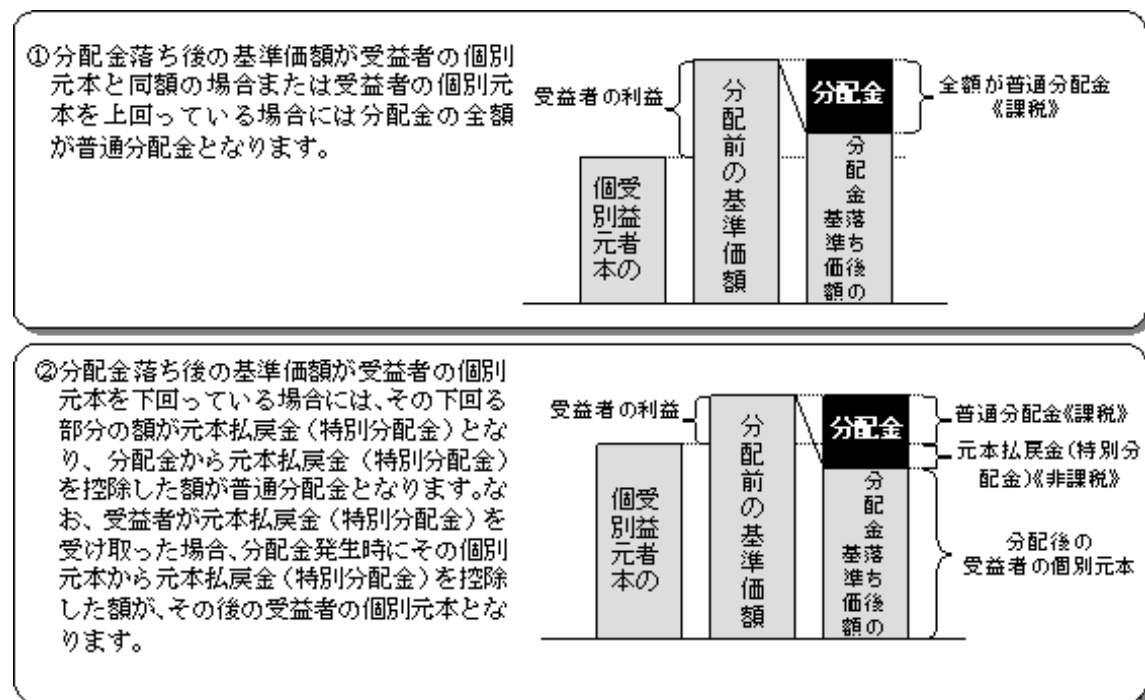 ①分配金落ち後の基準価額が受益者の個別
元本と同額の場合または受益者の個別元
本を上回っている場合には分配金の全額
が普通分配金となります。
受益者の利益
受益者の
個別元本
分配前の基準価額
分配金
分配金落ち後の
基準価額
全額が普通分配金
《課税》
②分配金落ち後の基準価額が受益者の個別
元本を下回っている場合には、その下回る
部分の額が元本払戻金(特別分配金)とな
り、分配金から元本払戻金(特別分配金)
を控除した額が普通分配金となります。な
お、受益者が元本払戻金(特別分配金)を
受け取った場合、分配金発生時にその個別
元本から元本払戻金(特別分配金)を控除
した額が、その後の受益者の個別元本とな
ります。
受益者の利益
受益者の
個別元本
分配前の基準価額
分配金
分配金落ち後の
基準価額
普通分配金《課税》
元本払戻金(特別分
配金)《非課税》
分配後の
受益者の個別元本